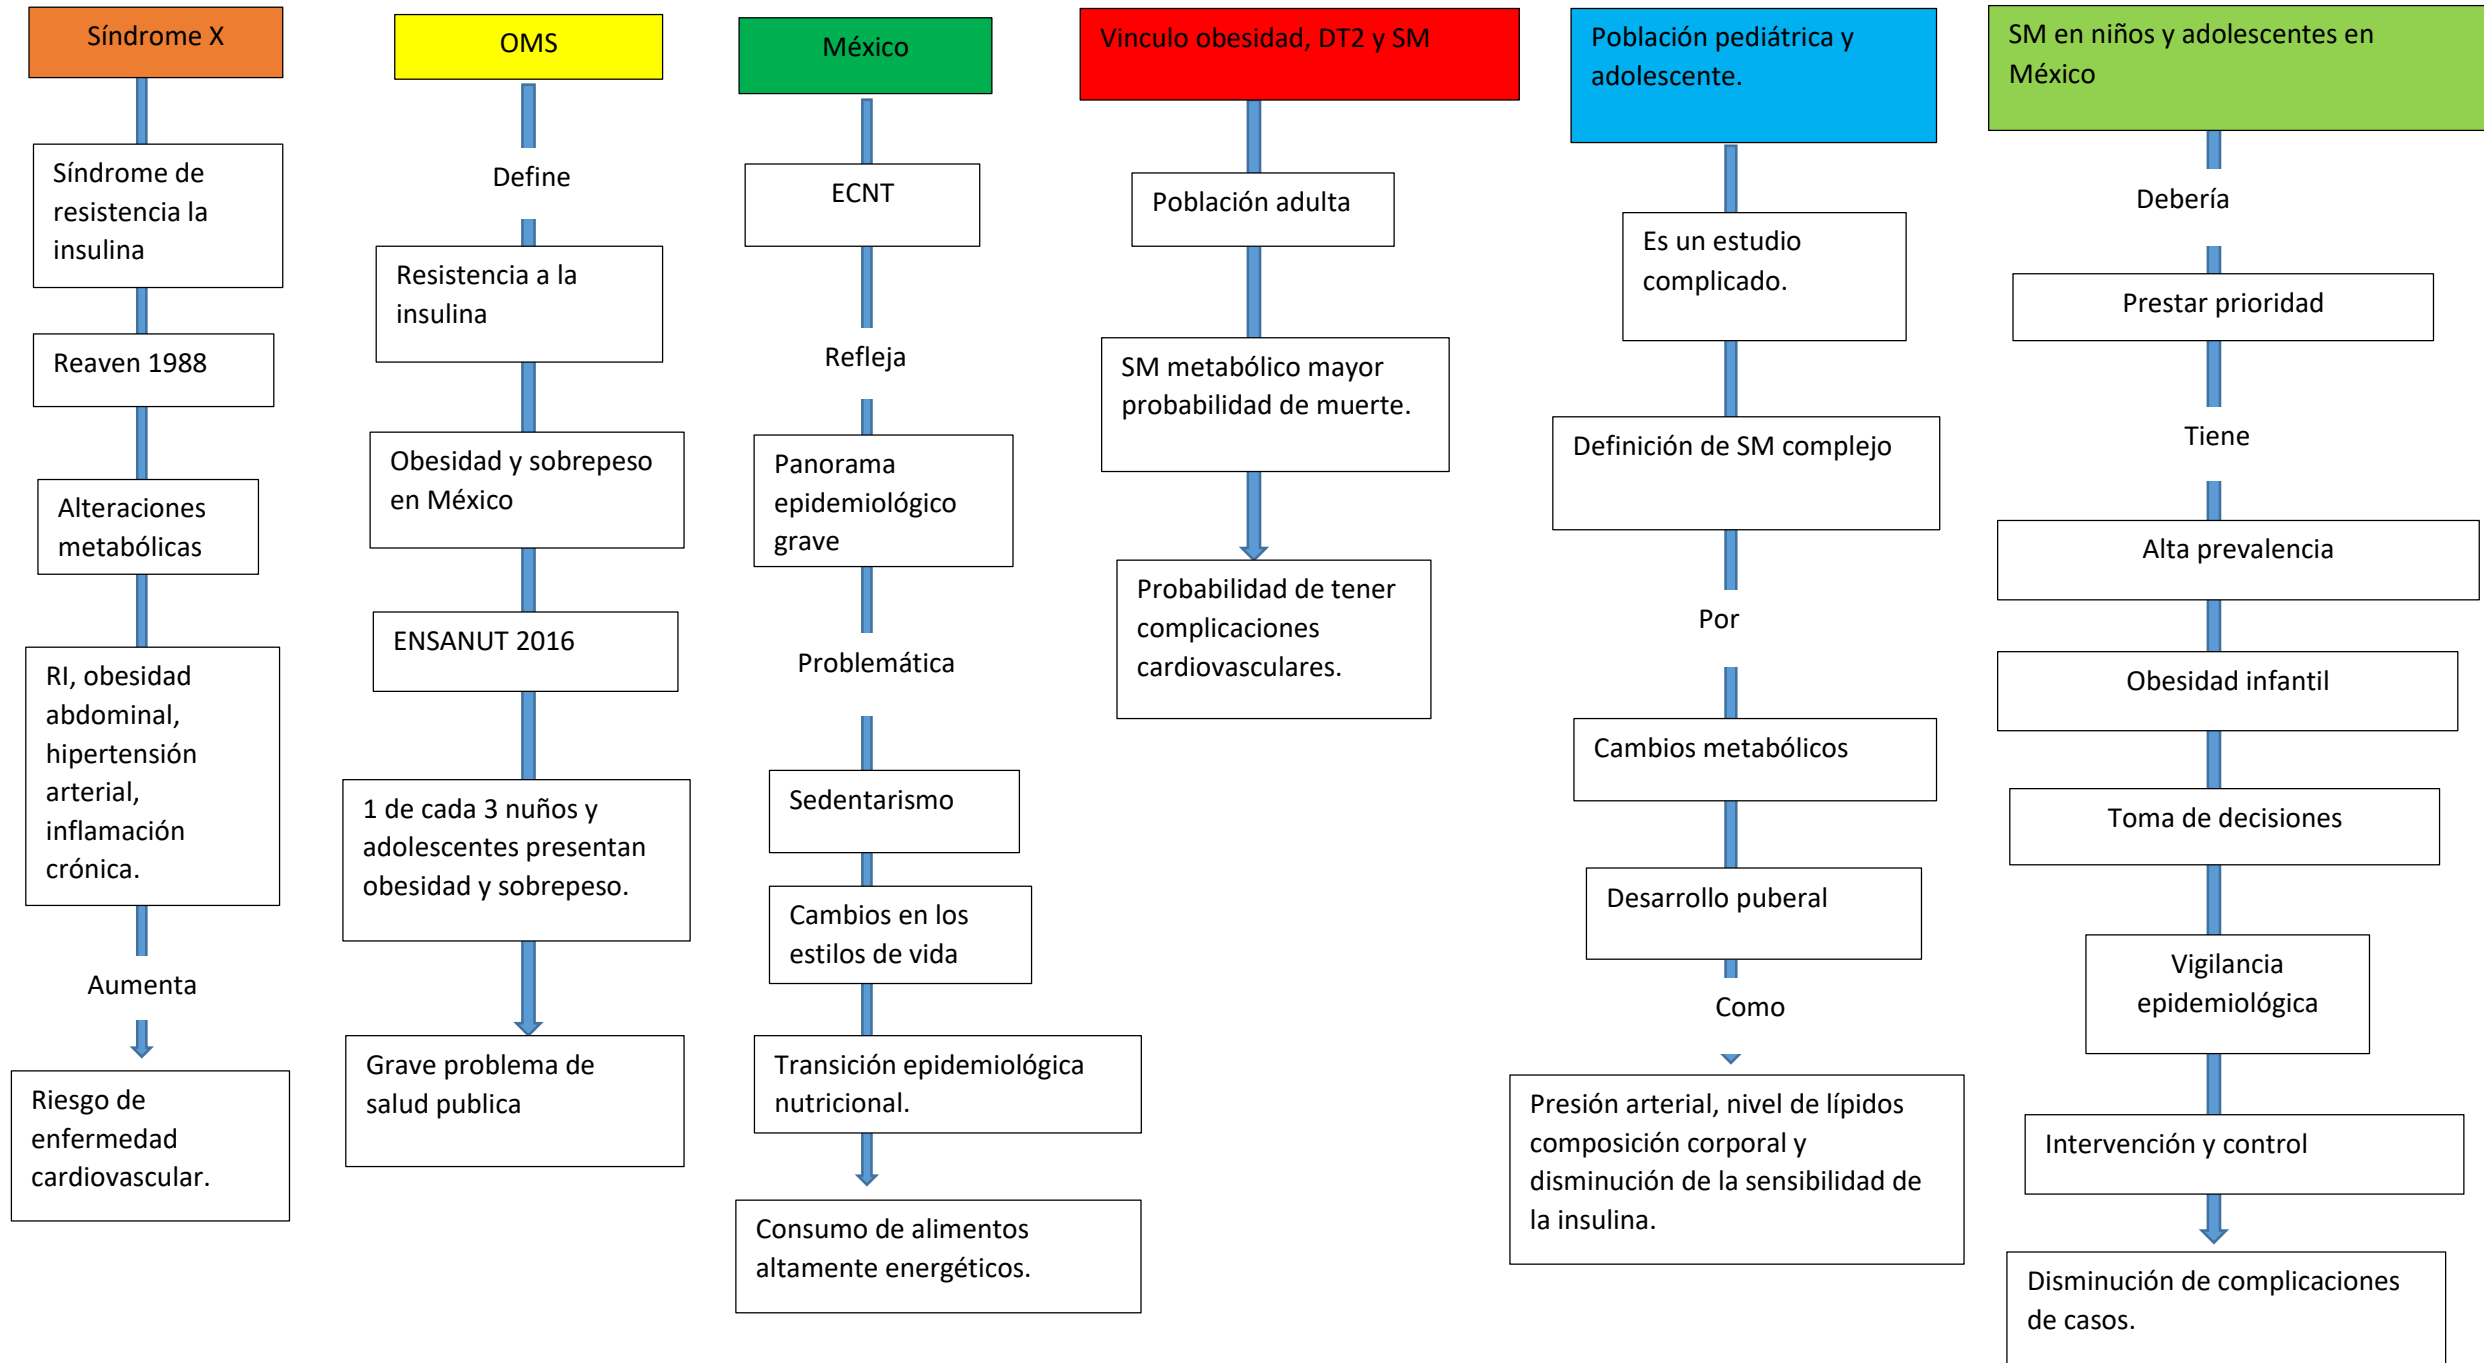 Síndrome X
Síndrome de
resistencia la
insulina
Reaven 1988
Alteraciones
metabólicas
RI, obesidad
abdominal,
hipertensión
arterial,
inflamación
crónica.
Aumenta
Riesgo de
enfermedad
cardiovascular.
OMS
Define
Resistencia a la
insulina
Obesidad y sobrepeso
en México
ENSANUT 2016
1 de cada 3 nuños y
adolescentes presentan
obesidad y sobrepeso.
Grave problema de
salud publica
México
ECNT
Refleja
Panorama
epidemiológico
grave
Problemática
Sedentarismo
Cambios en los
estilos de vida
Transición epidemiológica
nutricional.
Consumo de alimentos
altamente energéticos.
Vinculo obesidad, DT2 y SM
Población adulta
SM metabólico mayor
probabilidad de muerte.
Probabilidad de tener
complicaciones
cardiovasculares.
Población pediátrica y
adolescente.
Es un estudio
complicado.
Definición de SM complejo
Por
Cambios metabólicos
Desarrollo puberal
Como
Presión arterial, nivel de lípidos
composición corporal y
disminución de la sensibilidad de
la insulina.
SM en niños y adolescentes en
México
Debería
Prestar prioridad
Tiene
Alta prevalencia
Obesidad infantil
Toma de decisiones
Vigilancia
epidemiológica
Intervención y control
Disminución de complicaciones
de casos.